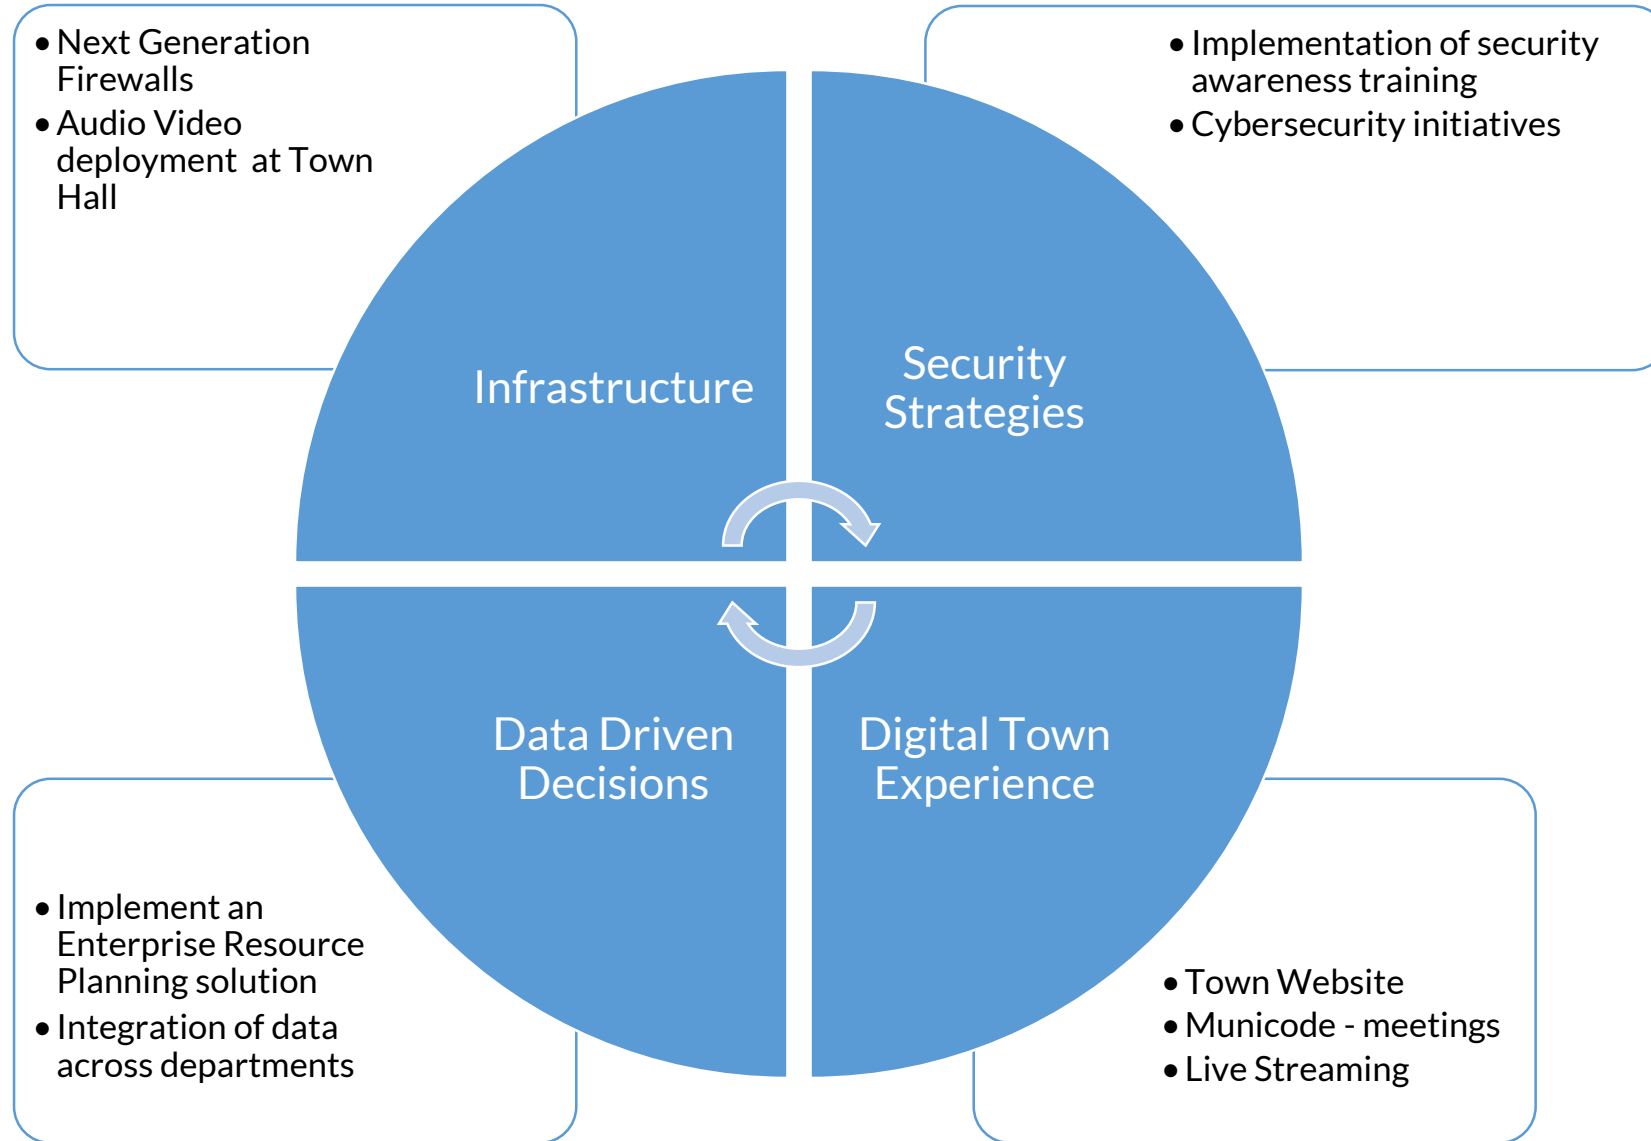 • Next Generation
Firewalls
• Audio Video
deployment  at Town
Hall
• Implementation of security
awareness training
• Cybersecurity initiatives
Infrastructure
Security
Strategies
Data Driven
Decisions
Digital Town
Experience
• Implement an
Enterprise Resource
Planning solution
• Integration of data
across departments
• Town Website
• Municode - meetings
• Live Streaming